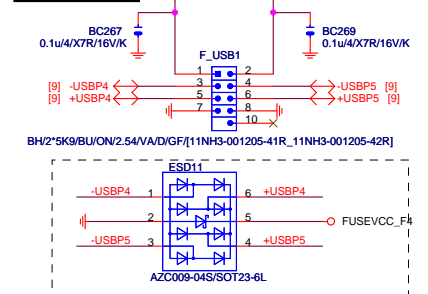 BC267
0.1u/4/X7R/16V/K
BC269
0.1u/4/X7R/16V/K
F_USB1
1 2
[9] -USBP4 3 4 -USBP5 [9]
[9] +USBP4 5 6 +USBP5 [9]
7 8
10
BH/2*5K9/BU/ON/2.54/VA/D/GF/[11NH3-001205-41R_11NH3-001205-42R]
ESD11
-USBP4 1 6 +USBP4
2 5 FUSEVCC_F4
-USBP5 3 4 +USBP5
AZC009-04S/SOT23-6L